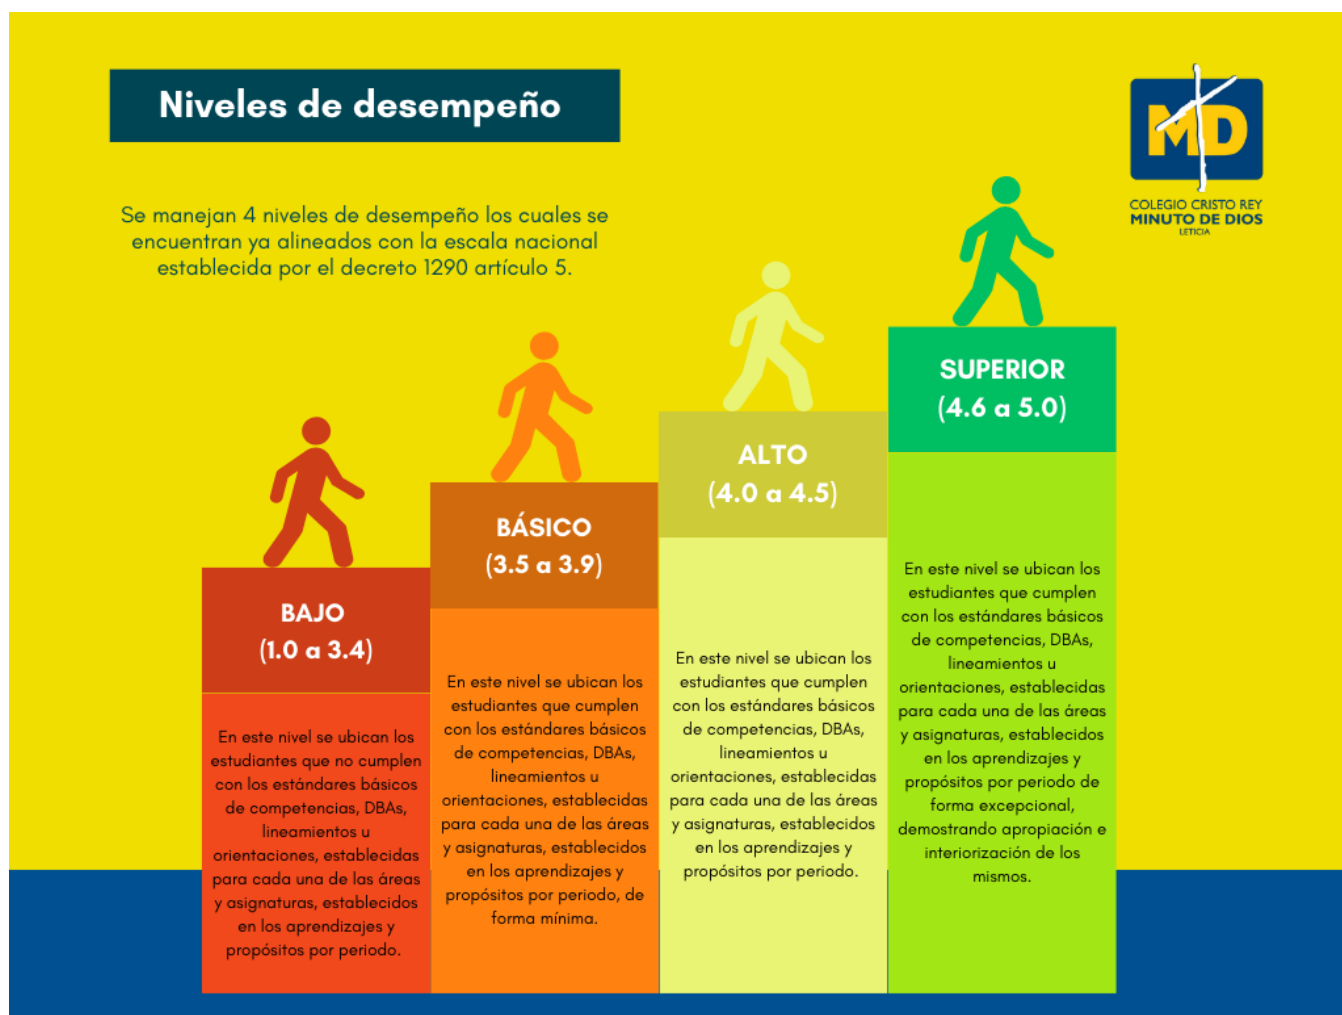 Niveles de desempeño
Se manejan 4 niveles de desempeño los cuales se
encuentran ya alineados con la escala nacional
establecida por el decreto 1290 artículo 5.
MD
COLEGIO CRISTO REY
MINUTO DE DIOS
LETICIA
BAJO
(1.0 a 3.4)
En este nivel se ubican los
estudiantes que no cumplen
con los estándares básicos
de competencias, DBAs,
lineamientos u
orientaciones, establecidas
para cada una de las áreas
y asignaturas, establecidos
en los aprendizajes y
propósitos por periodo.
BÁSICO
(3.5 a 3.9)
En este nivel se ubican los
estudiantes que cumplen
con los estándares básicos
de competencias, DBAs,
lineamientos u
orientaciones, establecidas
para cada una de las áreas
y asignaturas, establecidos
en los aprendizajes y
propósitos por periodo, de
forma mínima.
ALTO
(4.0 a 4.5)
En este nivel se ubican los
estudiantes que cumplen
con los estándares básicos
de competencias, DBAs,
lineamientos u
orientaciones, establecidas
para cada una de las áreas
y asignaturas, establecidos
en los aprendizajes y
propósitos por periodo.
SUPERIOR
(4.6 a 5.0)
En este nivel se ubican los
estudiantes que cumplen
con los estándares básicos
de competencias, DBAs,
lineamientos u
orientaciones, establecidas
para cada una de las áreas
y asignaturas, establecidos
en los aprendizajes y
propósitos por periodo de
forma excepcional,
demostrando apropiación e
interiorización de los
mismos.